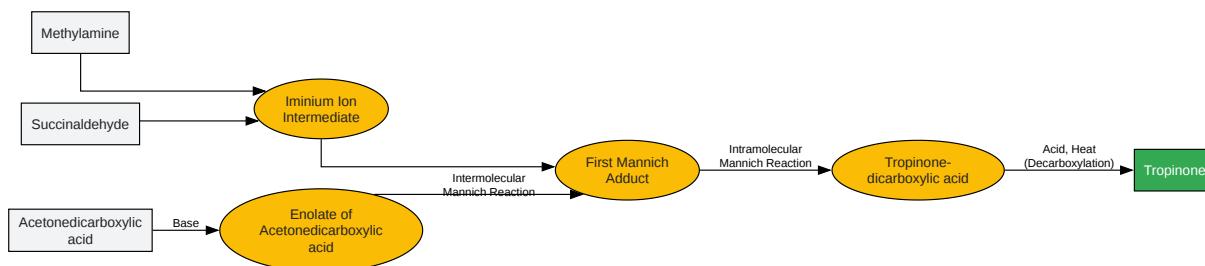 Methylamine
Succinaldehyde
Iminium Ion
Intermediate
Acetonedicarboxylic
acid
Base
Enolate of
Acetonedicarboxylic
acid
Intermolecular
Mannich Reaction
First Mannich
Adduct
Intramolecular
Mannich Reaction
Tropinone-
dicarboxylic acid
Acid, Heat
(Decarboxylation)
Tropinone